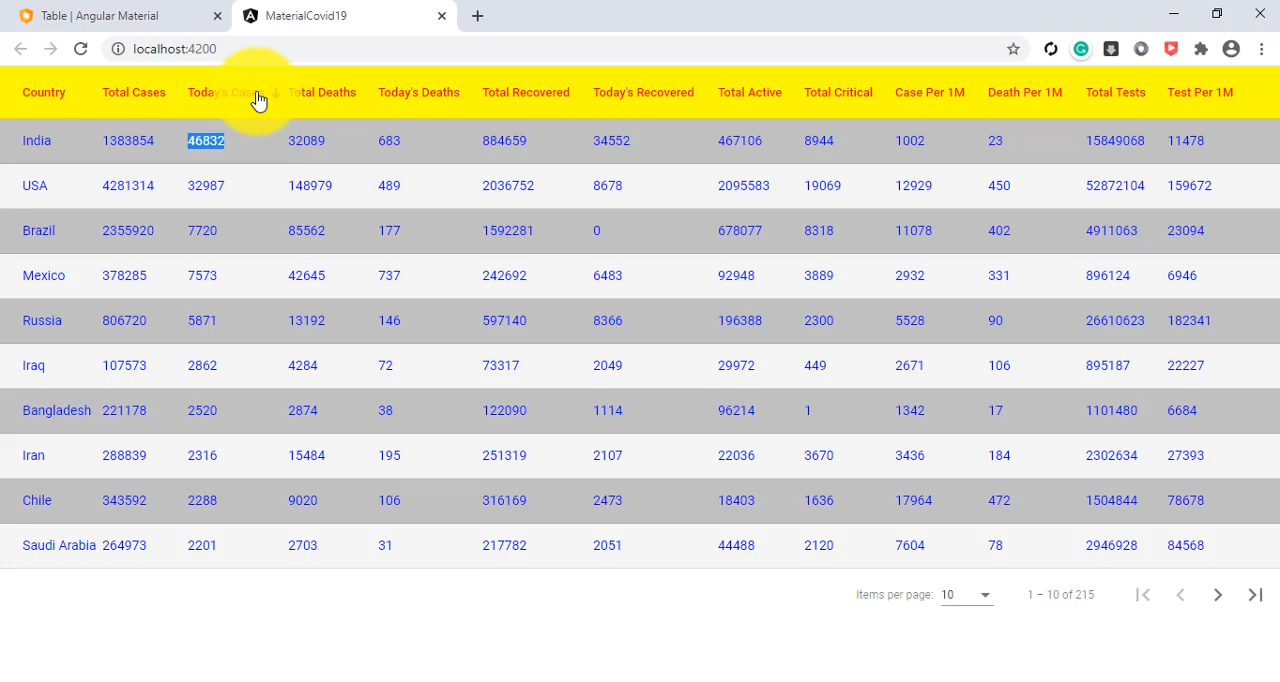 Table | Angular Material
MaterialCovid19
localhost:4200
Country Total Cases Today's Cases Total Deaths Today's Deaths Total Recovered Today's Recovered Total Active Total Critical Case Per 1M Death Per 1M Total Tests Test Per 1M
India 1383854 46832 32089 683 884659 34552 467106 8944 1002 23 15849068 11478
USA 4281314 32987 148979 489 2036752 8678 2095583 19069 12929 450 52872104 159672
Brazil 2355920 7720 85562 177 1592281 0 678077 8318 11078 402 4911063 23094
Mexico 378285 7573 42645 737 242692 6483 92948 3889 2932 331 896124 6946
Russia 806720 5871 13192 146 597140 8366 196388 2300 5528 90 26610623 182341
Iraq 107573 2862 4284 72 73317 2049 29972 449 2671 106 895187 22227
Bangladesh 221178 2520 2874 38 122090 1114 96214 1 1342 17 1101480 6684
Iran 288839 2316 15484 195 251319 2107 22036 3670 3436 184 2302634 27393
Chile 343592 2288 9020 106 316169 2473 18403 1636 17964 472 1504844 78678
Saudi Arabia 264973 2201 2703 31 217782 2051 44488 2120 7604 78 2946928 84568
Items per page: 10 1 – 10 of 215